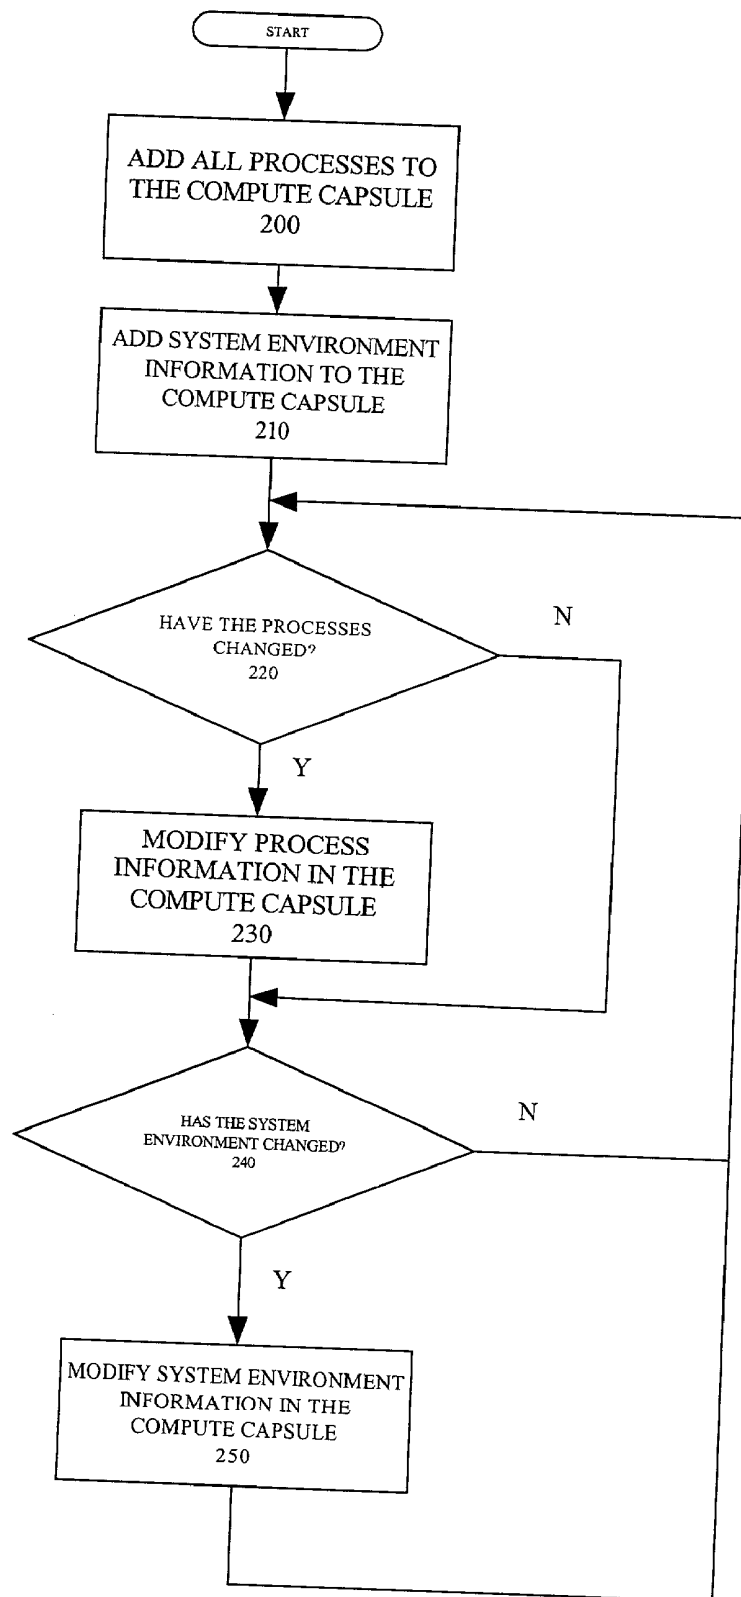 START
ADD ALL PROCESSES TO
THE COMPUTE CAPSULE
200
ADD SYSTEM ENVIRONMENT
INFORMATION TO THE
COMPUTE CAPSULE
210
HAVE THE PROCESSES
CHANGED?
220
N
Y
MODIFY PROCESS
INFORMATION IN THE
COMPUTE CAPSULE
230
HAS THE SYSTEM
ENVIRONMENT CHANGED?
240
N
Y
MODIFY SYSTEM ENVIRONMENT
INFORMATION IN THE
COMPUTE CAPSULE
250